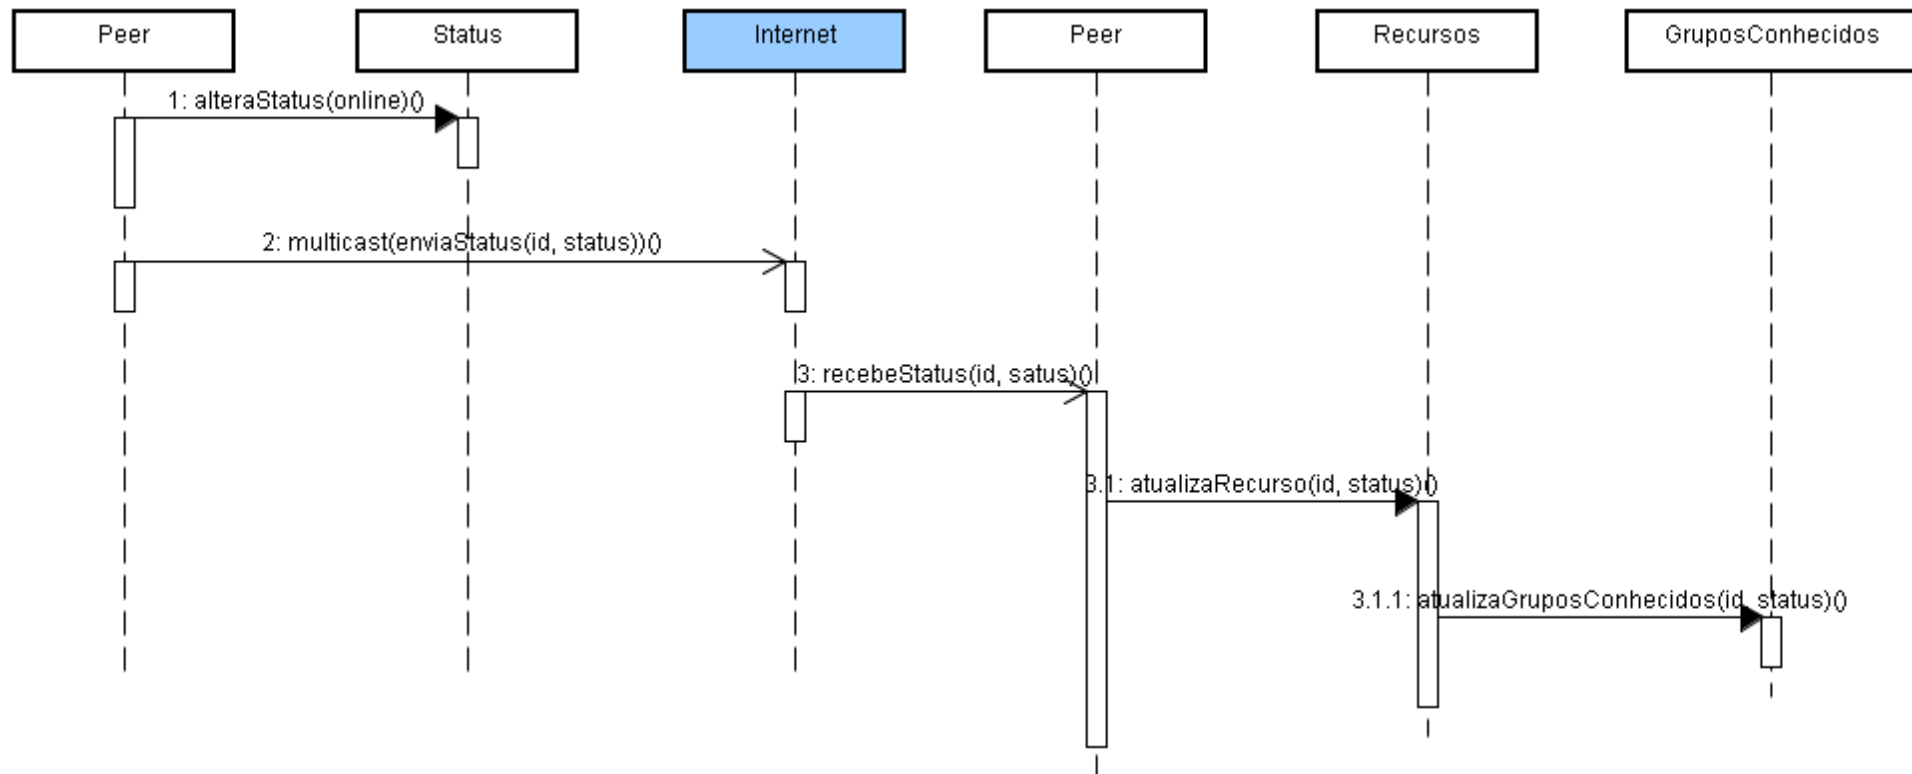 Peer
Status
Internet
Peer
Recursos
GruposConhecidos
1: alteraStatus(online)()
2: multicast(enviaStatus(id, status))()
3: recebeStatus(id, satus)()
3.1: atualizaRecurso(id, status)()
3.1.1: atualizaGruposConhecidos(id, status)()